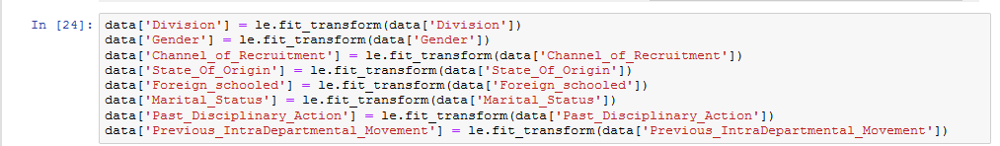 In [24]: data['Division'] = le.fit_transform(data['Division'])
data['Gender'] = le.fit_transform(data['Gender'])
data['Channel_of_Recruitment'] = le.fit_transform(data['Channel_of_Recruitment'])
data['State_Of_Origin'] = le.fit_transform(data['State_Of_Origin'])
data['Foreign_schooled'] = le.fit_transform(data['Foreign_schooled'])
data['Marital_Status'] = le.fit_transform(data['Marital_Status'])
data['Past_Disciplinary_Action'] = le.fit_transform(data['Past_Disciplinary_Action'])
data['Previous_IntraDepartmental_Movement'] = le.fit_transform(data['Previous_IntraDepartmental_Movement'])